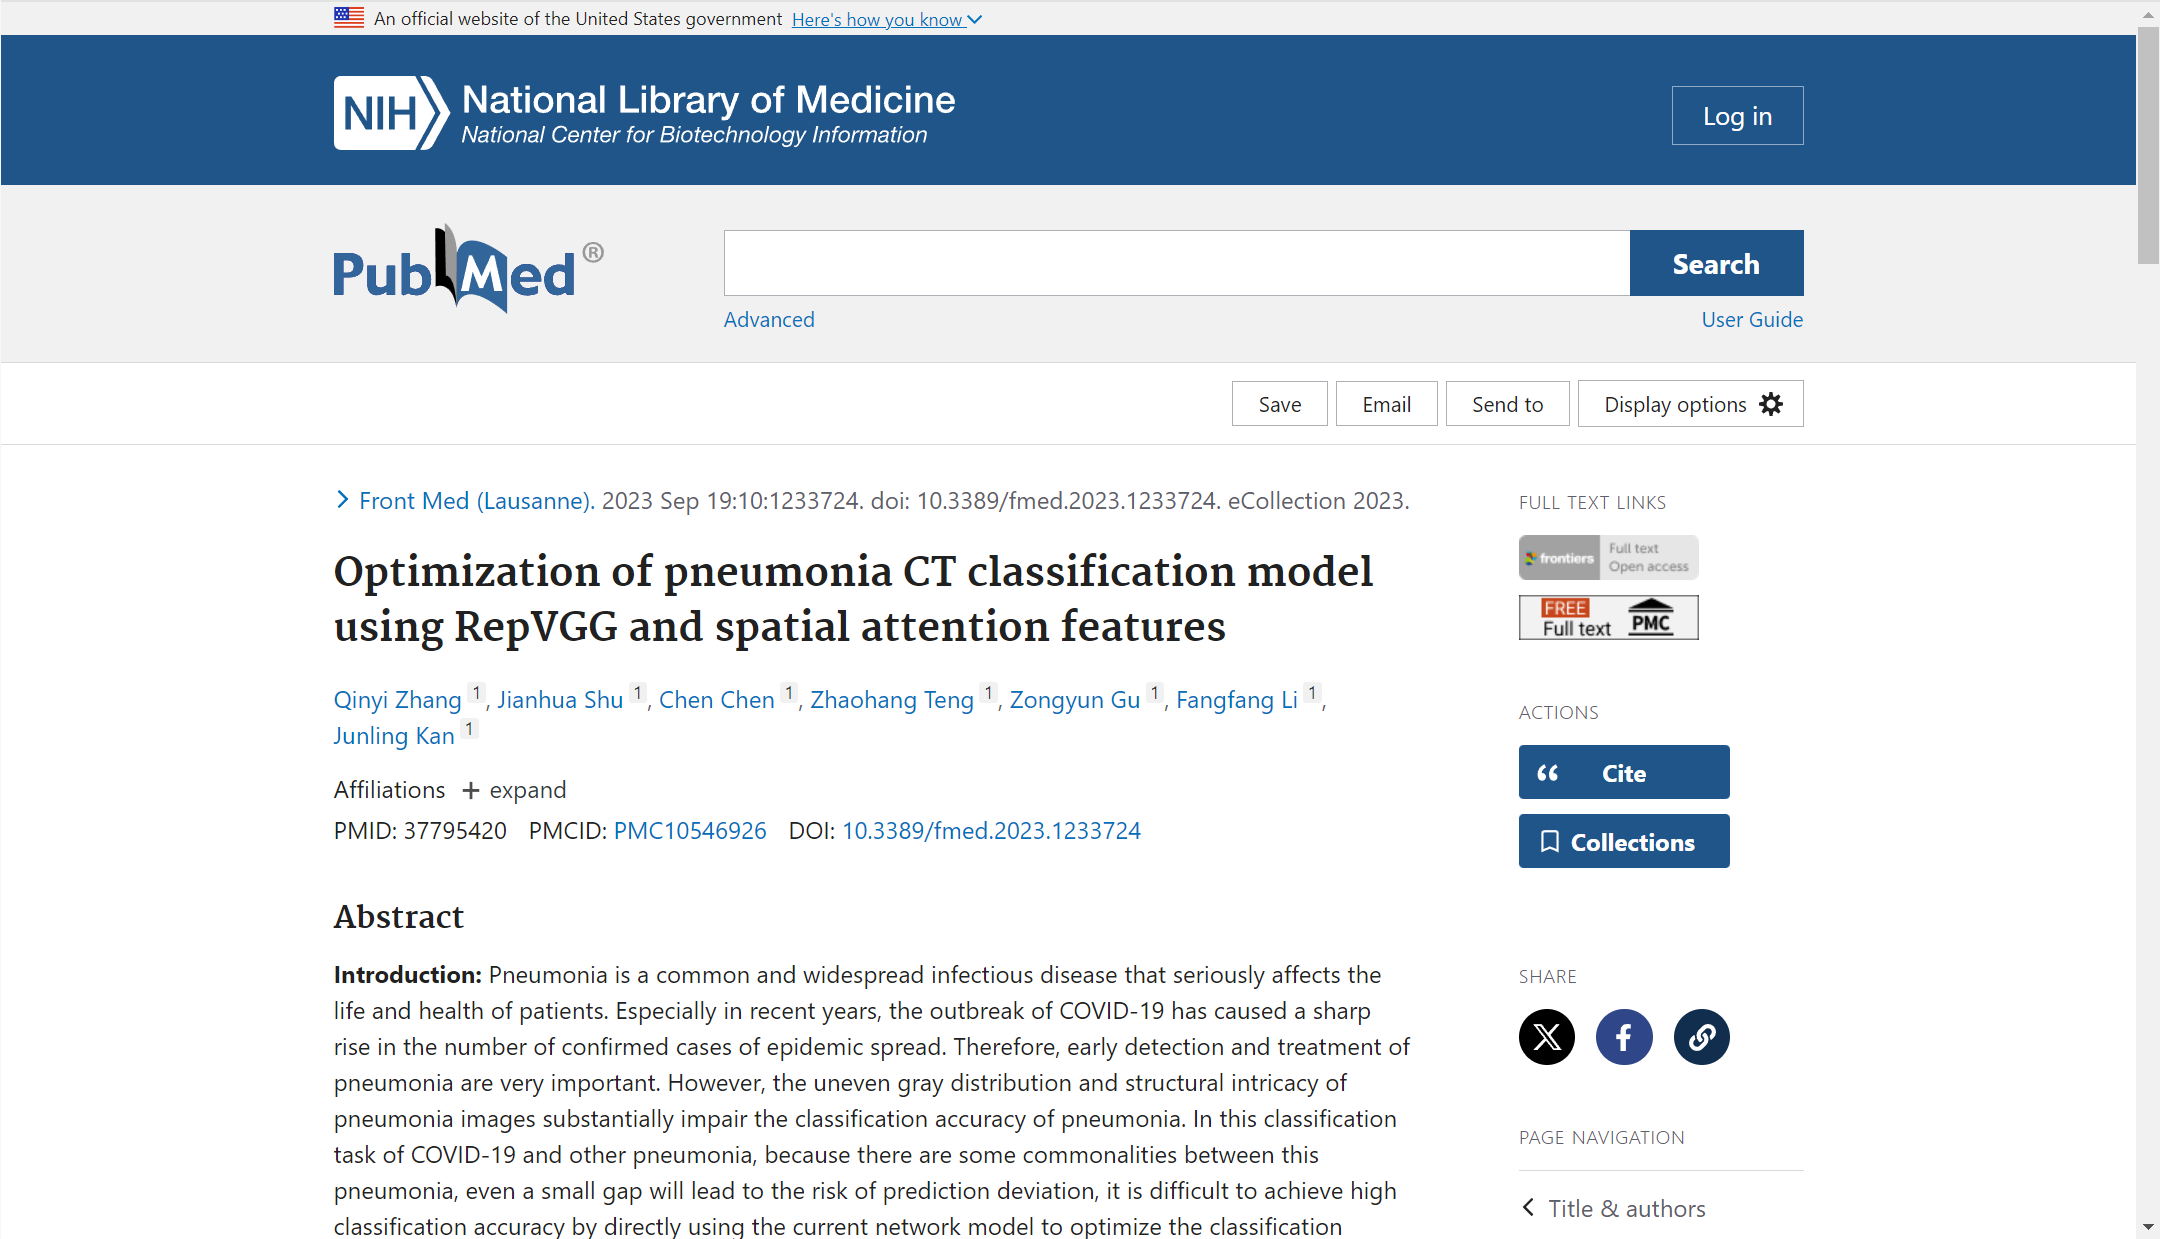 An official website of the United States government Here's how you know
NIH National Library of Medicine
National Center for Biotechnology Information
Log in
PubMed®
Search
Advanced
User Guide
Save
Email
Send to
Display options
Front Med (Lausanne). 2023 Sep 19:10:1233724. doi: 10.3389/fmed.2023.1233724. eCollection 2023.
Optimization of pneumonia CT classification model
using RepVGG and spatial attention features
Qinyi Zhang 1, Jianhua Shu 1, Chen Chen 1, Zhaohang Teng 1, Zongyun Gu 1, Fangfang Li 1,
Junling Kan 1
Affiliations + expand
PMID: 37795420 PMCID: PMC10546926 DOI: 10.3389/fmed.2023.1233724
Abstract
Introduction: Pneumonia is a common and widespread infectious disease that seriously affects the
life and health of patients. Especially in recent years, the outbreak of COVID-19 has caused a sharp
rise in the number of confirmed cases of epidemic spread. Therefore, early detection and treatment of
pneumonia are very important. However, the uneven gray distribution and structural intricacy of
pneumonia images substantially impair the classification accuracy of pneumonia. In this classification
task of COVID-19 and other pneumonia, because there are some commonalities between this
pneumonia, even a small gap will lead to the risk of prediction deviation, it is difficult to achieve high
classification accuracy by directly using the current network model to optimize the classification
FULL TEXT LINKS
frontiers Full text
Open access
FREE
Full text PMC
ACTIONS
Cite
Collections
SHARE
PAGE NAVIGATION
Title & authors